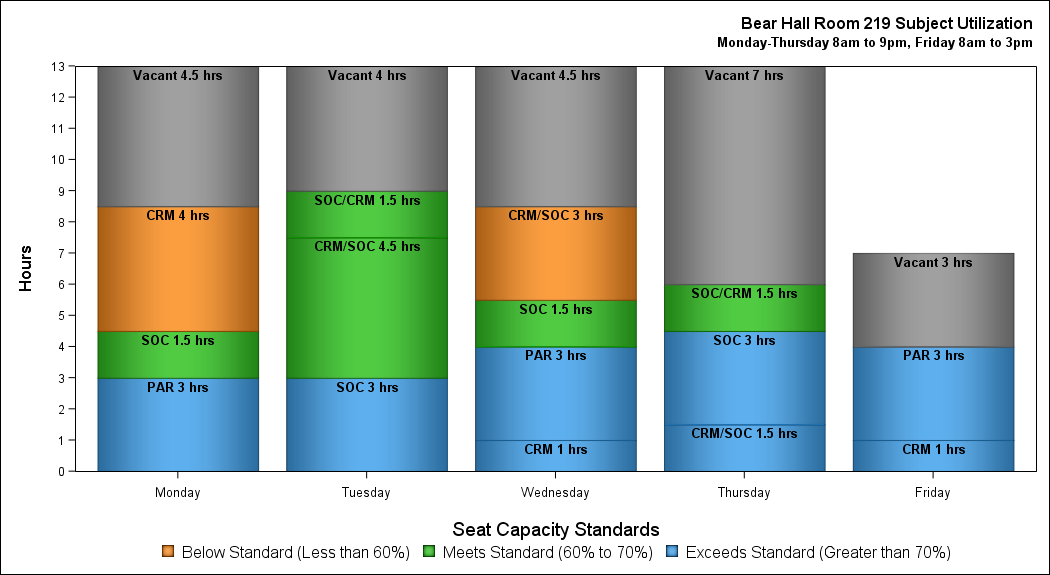 Bear Hall Room 219 Subject Utilization
Monday-Thursday 8am to 9pm, Friday 8am to 3pm
Hours
13
12
11
10
9
8
7
6
5
4
3
2
1
0
Vacant 4.5 hrs
CRM 4 hrs
SOC 1.5 hrs
PAR 3 hrs
Vacant 4 hrs
SOC/CRM 1.5 hrs
CRM/SOC 4.5 hrs
SOC 3 hrs
Vacant 4.5 hrs
CRM/SOC 3 hrs
SOC 1.5 hrs
PAR 3 hrs
CRM 1 hrs
Vacant 7 hrs
SOC/CRM 1.5 hrs
SOC 3 hrs
CRM/SOC 1.5 hrs
Vacant 3 hrs
PAR 3 hrs
CRM 1 hrs
Monday Tuesday Wednesday Thursday Friday
Seat Capacity Standards
Below Standard (Less than 60%) Meets Standard (60% to 70%) Exceeds Standard (Greater than 70%)